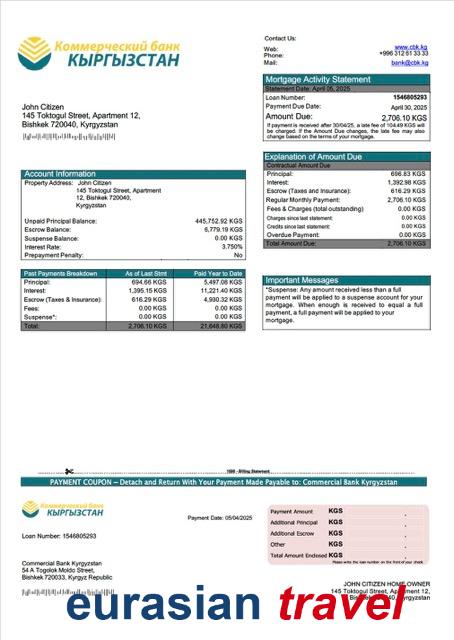 Contact Us:
Коммерческий банк
КЫРГЫЗСТАН
Web: www.cbk.kg
Phone: +996 312 61 33 33
Mail: bank@cbk.kg
Mortgage Activity Statement
Statement Date: April 05, 2025
Loan Number: 1546805293
Payment Due Date: April 30, 2025
Amount Due: 2,706.10 KGS
If payment is received after 30/04/25, a late fee of 104.49 KGS will
be charged. If the Amount Due changes, the late fee may also
change based on the terms of your mortgage.
John Citizen
145 Toktogul Street, Apartment 12,
Bishkek 720040, Kyrgyzstan
Explanation of Amount Due
Contractual Amount Due
Principal: 696.83 KGS
Interest: 1,392.98 KGS
Escrow (Taxes and Insurance): 616.29 KGS
Regular Monthly Payment: 2,706.10 KGS
Fees & Charges (total outstanding) 0.00 KGS
Charges since last statement: 0.00 KGS
Credits since last statement: 0.00 KGS
Overdue Payment: 0.00 KGS
Total Amount Due: 2,706.10 KGS
Account Information
Property Address: John Citizen
145 Toktogul Street, Apartment
12, Bishkek 720040,
Kyrgyzstan
Unpaid Principal Balance: 445,752.92 KGS
Escrow Balance: 6,779.19 KGS
Suspense Balance: 0.00 KGS
Interest Rate: 3.750%
Prepayment Penalty: No
Past Payments Breakdown As of Last Stmt Paid Year to Date
Principal: 694.66 KGS 5,497.08 KGS
Interest: 1,395.15 KGS 11,221.40 KGS
Escrow (Taxes & Insurance): 616.29 KGS 4,930.32 KGS
Fees: 0.00 KGS 0.00 KGS
Suspense*: 0.00 KGS 0.00 KGS
Total: 2,706.10 KGS 21,648.80 KGS
Important Messages
*Suspense: Any amount received less than a full
payment will be applied to a suspense account for your
mortgage. When enough is received to equal a full
payment, a full payment will be applied to your
mortgage.
Billing Statement
PAYMENT COUPON – Detach and Return With Your Payment Made Payable to: Commercial Bank Kyrgyzstan
Коммерческий банк
КЫРГЫЗСТАН
Payment Date: 05/04/2025
Loan Number: 1546805293
Payment Amount KGS .
Additional Principal KGS .
Additional Escrow KGS .
Other KGS .
Total Amount Enclosed KGS .
Please write the loan number on the front of your check
Commercial Bank Kyrgyzstan
54 A Togolok Moldo Street,
Bishkek 720033, Kyrgyz Republic
JOHN CITIZEN HOME OWNER
145 Toktogul Street, Apartment 12,
Kyrgyzstan
eurasian travel